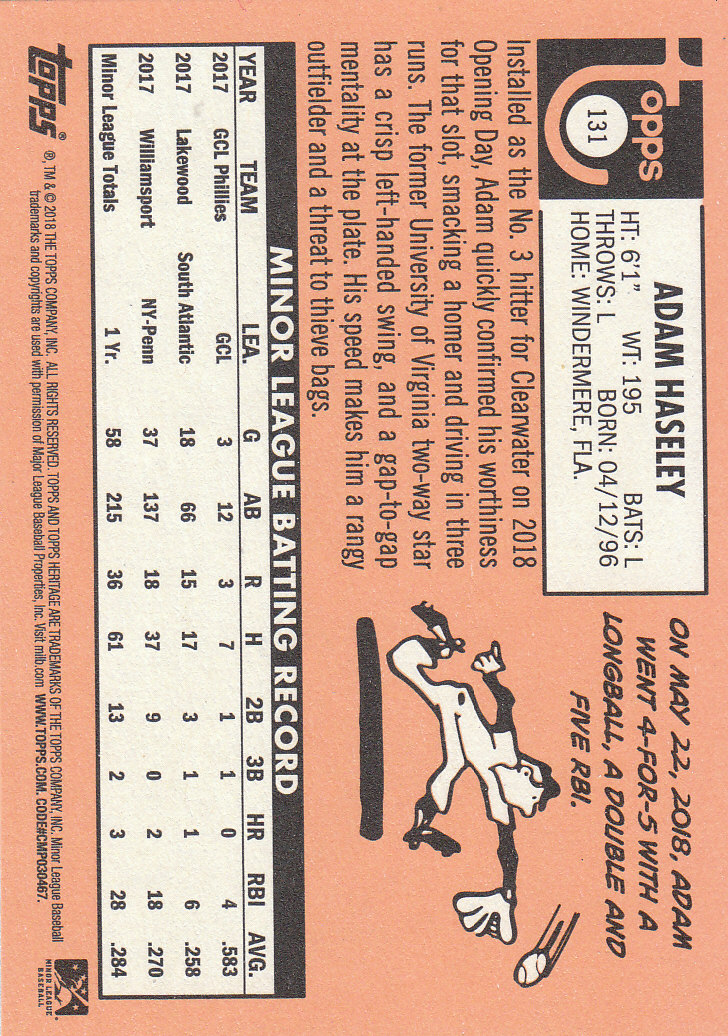 topps
131
ADAM HASELEY
HT: 6'1" WT: 195 BATS: L
THROWS: L BORN: 04/12/96
HOME: WINDERMERE, FLA.
ON MAY 22, 2018, ADAM
WENT 4-FOR-5 WITH A
LONGBALL, A DOUBLE AND
FIVE RBI.
Installed as the No. 3 hitter for Clearwater on 2018
Opening Day, Adam quickly confirmed his worthiness
for that slot, smacking a homer and driving in three
runs. The former University of Virginia two-way star
has a crisp left-handed swing, and a gap-to-gap
mentality at the plate. His speed makes him a rangy
outfielder and a threat to thieve bags.
MINOR LEAGUE BATTING RECORD
YEAR TEAM LEA. G AB R H 2B 3B HR RBI AVG.
2017 GCL Phillies GCL 3 12 3 7 1 1 0 4 .583
2017 Lakewood South Atlantic 18 66 15 17 3 1 1 6 .258
2017 Williamsport NY-Penn 37 137 18 37 9 0 2 18 .270
Minor League Totals 1 Yr. 58 215 36 61 13 2 3 28 .284
topps®
®, TM & © 2018 THE TOPPS COMPANY, INC. ALL RIGHTS RESERVED. TOPPS AND TOPPS HERITAGE ARE TRADEMARKS OF THE TOPPS COMPANY, INC. Minor League Baseball
trademarks and copyrights are used with permission of Major League Baseball Properties, Inc. Visit milb.com WWW.TOPPS.COM. CODE#CMP030467.
MINOR LEAGUE
BASEBALL